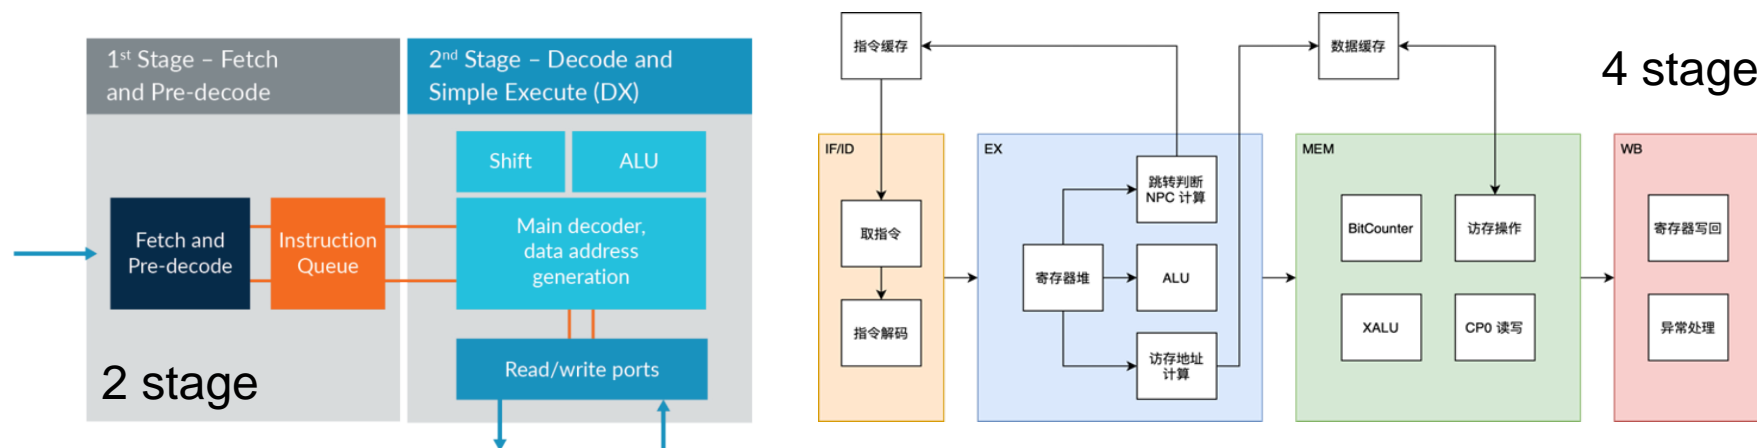 1st Stage – Fetch
and Pre-decode
2nd Stage – Decode and
Simple Execute (DX)
Shift
ALU
Fetch and
Pre-decode
Instruction
Queue
Main decoder,
data address
generation
Read/write ports
2 stage
指令缓存
数据缓存
4 stage
IF/ID
取指令
指令解码
EX
跳转判断
NPC 计算
寄存器堆
ALU
访存地址
计算
MEM
BitCounter
访存操作
XALU
CP0 读写
WB
寄存器写回
异常处理